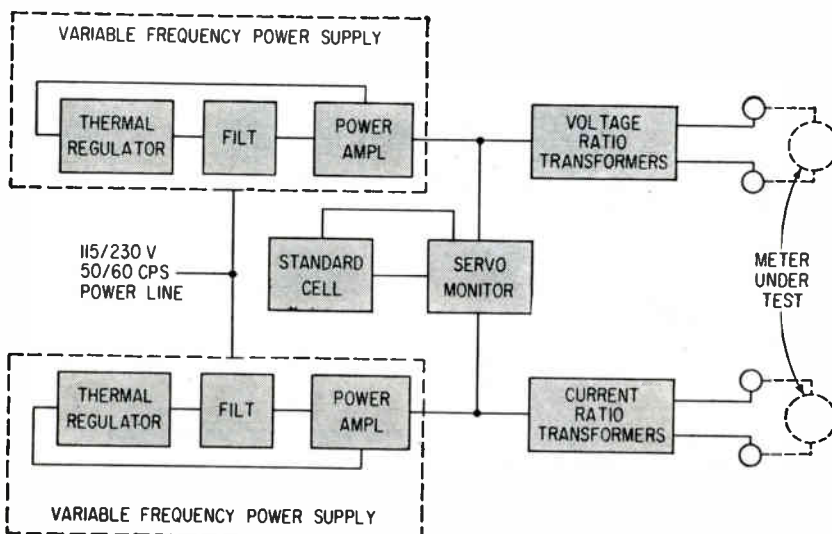 VARIABLE FREQUENCY POWER SUPPLY
THERMAL
REGULATOR
FILT
POWER
AMPL
VOLTAGE
RATIO
TRANSFORMERS
115/230 V
50/60 CPS
POWER LINE
STANDARD
CELL
SERVO
MONITOR
METER
UNDER
TEST
THERMAL
REGULATOR
FILT
POWER
AMPL
CURRENT
RATIO
TRANSFORMERS
VARIABLE FREQUENCY POWER SUPPLY